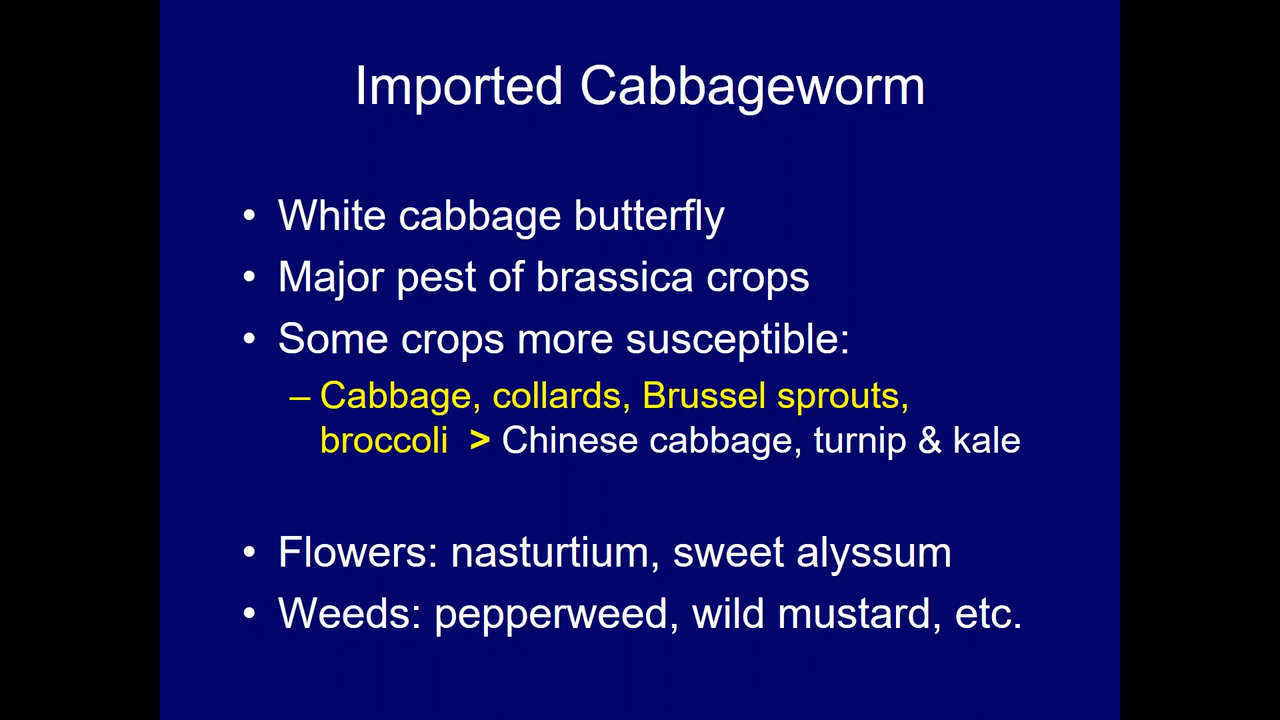 Imported Cabbageworm
• White cabbage butterfly
• Major pest of brassica crops
• Some crops more susceptible:
– Cabbage, collards, Brussel sprouts,
broccoli > Chinese cabbage, turnip & kale
• Flowers: nasturtium, sweet alyssum
• Weeds: pepperweed, wild mustard, etc.